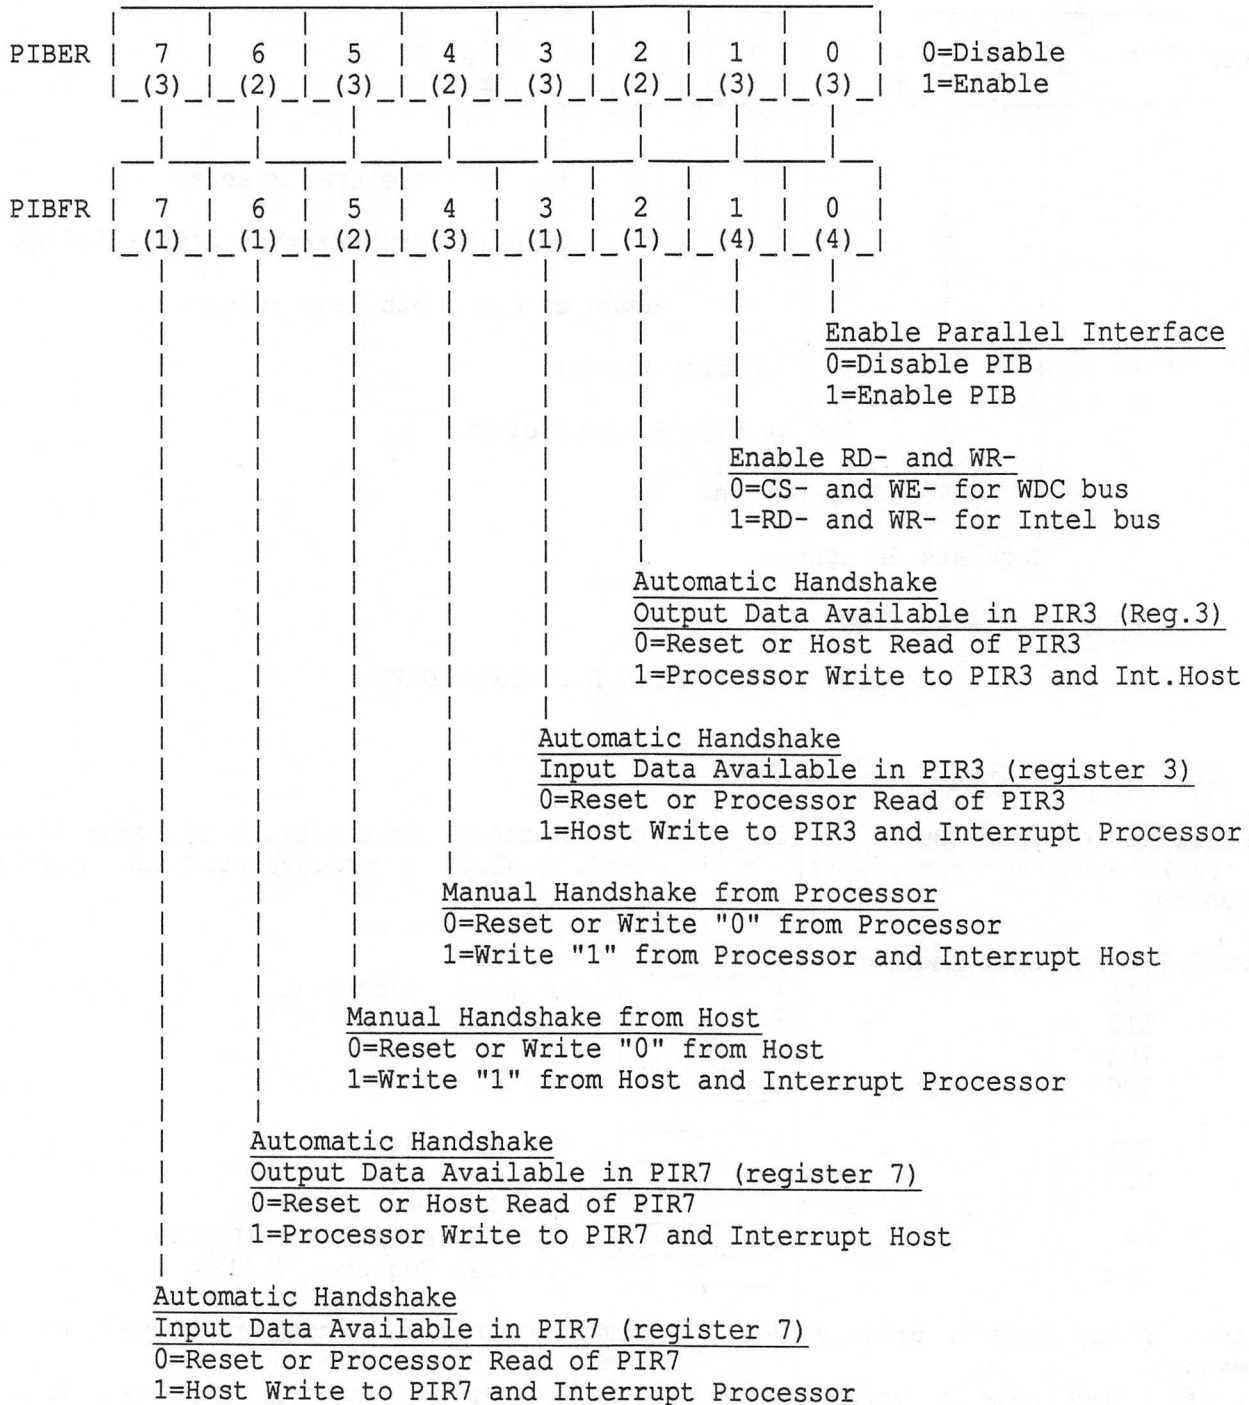 PIBER | 7 | 6 | 5 | 4 | 3 | 2 | 1 | 0 | 0=Disable
|_(3)_|_(2)_|_(3)_|_(2)_|_(3)_|_(2)_|_(3)_|_(3)_| 1=Enable
PIBFR | 7 | 6 | 5 | 4 | 3 | 2 | 1 | 0 |
|_(1)_|_(1)_|_(2)_|_(3)_|_(1)_|_(1)_|_(4)_|_(4)_|
Enable Parallel Interface
0=Disable PIB
1=Enable PIB
Enable RD- and WR-
0=CS- and WE- for WDC bus
1=RD- and WR- for Intel bus
Automatic Handshake
Output Data Available in PIR3 (Reg.3)
0=Reset or Host Read of PIR3
1=Processor Write to PIR3 and Int.Host
Automatic Handshake
Input Data Available in PIR3 (register 3)
0=Reset or Processor Read of PIR3
1=Host Write to PIR3 and Interrupt Processor
Manual Handshake from Processor
0=Reset or Write "0" from Processor
1=Write "1" from Processor and Interrupt Host
Manual Handshake from Host
0=Reset or Write "0" from Host
1=Write "1" from Host and Interrupt Processor
Automatic Handshake
Output Data Available in PIR7 (register 7)
0=Reset or Host Read of PIR7
1=Processor Write to PIR7 and Interrupt Host
Automatic Handshake
Input Data Available in PIR7 (register 7)
0=Reset or Processor Read of PIR7
1=Host Write to PIR7 and Interrupt Processor